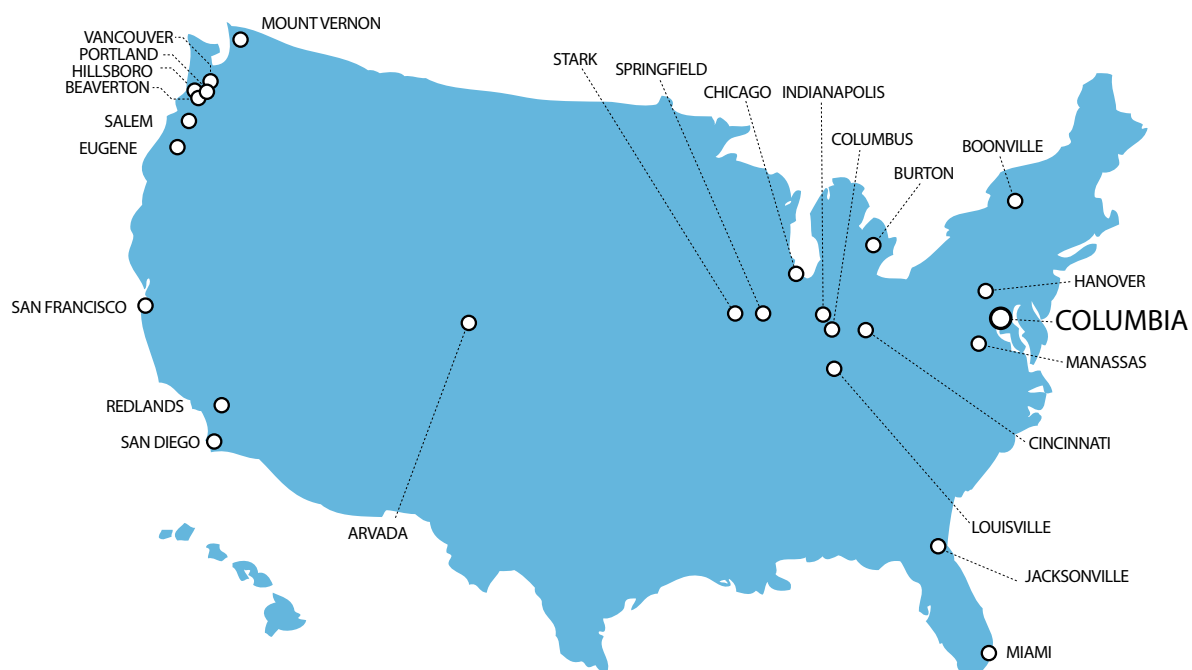 MOUNT VERNON
VANCOUVER
PORTLAND
HILLSBORO
BEAVERTON
SALEM
EUGENE
STARK
SPRINGFIELD
CHICAGO
INDIANAPOLIS
COLUMBUS
BURTON
BOONVILLE
HANOVER
COLUMBIA
MANASSAS
SAN FRANCISCO
REDLANDS
SAN DIEGO
CINCINNATI
ARVADA
LOUISVILLE
JACKSONVILLE
MIAMI